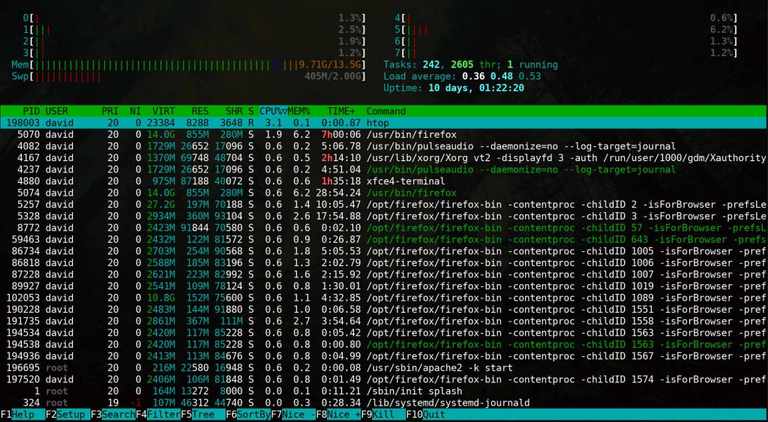 0[| 1.3%] 4[| 0.6%]
1[||| 2.5%] 5[|||| 6.2%]
2[|| 1.9%] 6[|| 1.3%]
3[|| 1.2%] 7[|| 1.2%]
Mem[9.71G/13.5G] Tasks: 242, 2605 thr; 1 running
Swp[405M/2.00G] Load average: 0.36 0.48 0.53
Uptime: 10 days, 01:22:20
PID USER PRI NI VIRT RES SHR S CPU%▽MEM% TIME+ Command
198003 david 20 0 23384 8288 3648 R 3.1 0.1 0:00.87 htop
5070 david 20 0 14.0G 855M 280M S 1.9 6.2 7h00:06 /usr/bin/firefox
4082 david 20 0 1729M 26652 17096 S 1.2 0.2 5:06.78 /usr/bin/pulseaudio --daemonize=no --log-target=journal
4167 david 20 0 1370M 69748 48704 S 0.6 0.5 2h14:10 /usr/lib/xorg/Xorg vt2 -displayfd 3 -auth /run/user/1000/gdm/Xauthority
4237 david 20 0 1729M 26652 17096 S 0.6 0.2 4:51.04 /usr/bin/pulseaudio --daemonize=no --log-target=journal
4880 david 20 0 975M 87188 40072 S 0.6 0.6 1h35:18 xfce4-terminal
5074 david 20 0 14.0G 855M 280M S 0.6 6.2 28:54.24 /usr/bin/firefox
5257 david 20 0 27.2G 197M 70188 S 0.6 1.4 10:05.47 /opt/firefox/firefox-bin -contentproc -childID 2 -isForBrowser -prefsLe
5328 david 20 0 2934M 360M 93104 S 0.6 2.6 17:54.88 /opt/firefox/firefox-bin -contentproc -childID 3 -isForBrowser -prefsLe
8772 david 20 0 2423M 91844 70580 S 0.6 0.6 0:02.10 /opt/firefox/firefox-bin -contentproc -childID 57 -isForBrowser -prefsL
59463 david 20 0 2432M 122M 81572 S 0.6 0.9 0:26.87 /opt/firefox/firefox-bin -contentproc -childID 643 -isForBrowser -prefs
86734 david 20 0 2703M 254M 90568 S 0.6 1.8 5:05.53 /opt/firefox/firefox-bin -contentproc -childID 1005 -isForBrowser -pref
86818 david 20 0 2588M 185M 83196 S 0.6 1.3 2:02.79 /opt/firefox/firefox-bin -contentproc -childID 1006 -isForBrowser -pref
87228 david 20 0 2621M 223M 82992 S 0.6 1.6 2:15.92 /opt/firefox/firefox-bin -contentproc -childID 1007 -isForBrowser -pref
89927 david 20 0 2541M 109M 78124 S 0.6 0.8 1:30.01 /opt/firefox/firefox-bin -contentproc -childID 1019 -isForBrowser -pref
102053 david 20 0 10.8G 152M 75600 S 0.6 1.1 4:32.85 /opt/firefox/firefox-bin -contentproc -childID 1089 -isForBrowser -pref
190228 david 20 0 2483M 144M 91880 S 0.6 1.0 0:06.58 /opt/firefox/firefox-bin -contentproc -childID 1551 -isForBrowser -pref
191735 david 20 0 2861M 367M 111M S 0.6 2.7 3:54.64 /opt/firefox/firefox-bin -contentproc -childID 1558 -isForBrowser -pref
194534 david 20 0 2420M 117M 85228 S 0.6 0.8 0:05.42 /opt/firefox/firefox-bin -contentproc -childID 1563 -isForBrowser -pref
194538 david 20 0 2420M 117M 85228 S 0.6 0.8 0:00.80 /opt/firefox/firefox-bin -contentproc -childID 1563 -isForBrowser -pref
194936 david 20 0 2413M 113M 84676 S 0.6 0.8 0:04.99 /opt/firefox/firefox-bin -contentproc -childID 1567 -isForBrowser -pref
196695 root 20 0 216M 22580 16948 S 0.6 0.2 0:00.08 /usr/sbin/apache2 -k start
197520 david 20 0 2406M 106M 81848 S 0.6 0.8 0:01.49 /opt/firefox/firefox-bin -contentproc -childID 1574 -isForBrowser -pref
1 root 20 0 164M 13272 8000 S 0.0 0.1 0:11.21 /sbin/init splash
324 root 19 -1 107M 46312 44740 S 0.0 0.3 0:28.34 /lib/systemd/systemd-journald
F1Help F2Setup F3Search F4Filter F5Tree F6SortBy F7Nice - F8Nice + F9Kill F10Quit